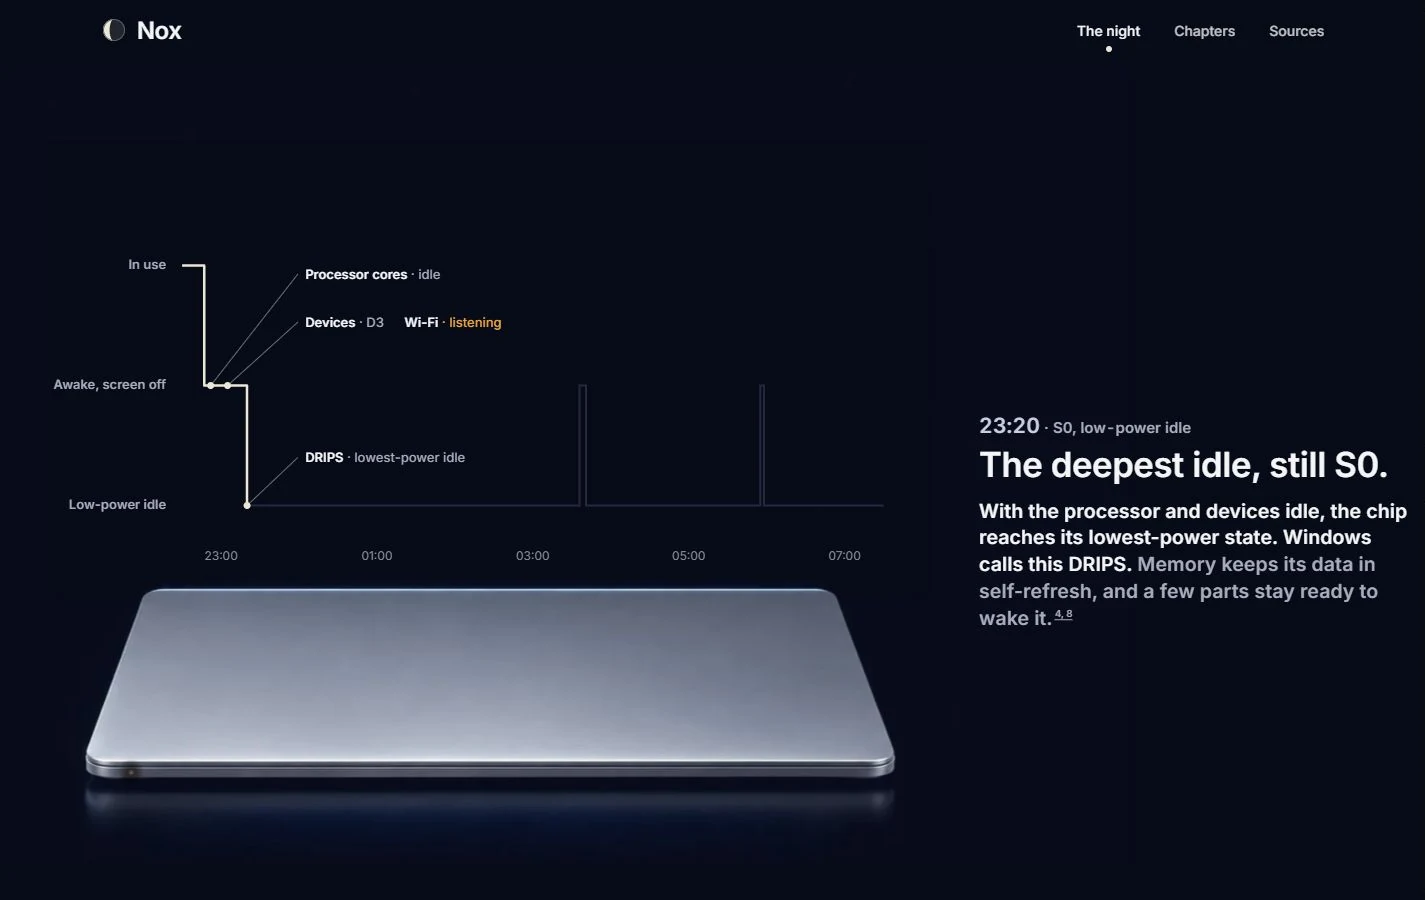 Nox
The night Chapters Sources
In use
Processor cores · idle
Devices · D3 Wi-Fi · listening
Awake, screen off
DRIPS · lowest-power idle
Low-power idle
23:00 01:00 03:00 05:00 07:00
23:20 · S0, low-power idle
The deepest idle, still S0.
With the processor and devices idle, the chip
reaches its lowest-power state. Windows
calls this DRIPS. Memory keeps its data in
self-refresh, and a few parts stay ready to
wake it.4, 8